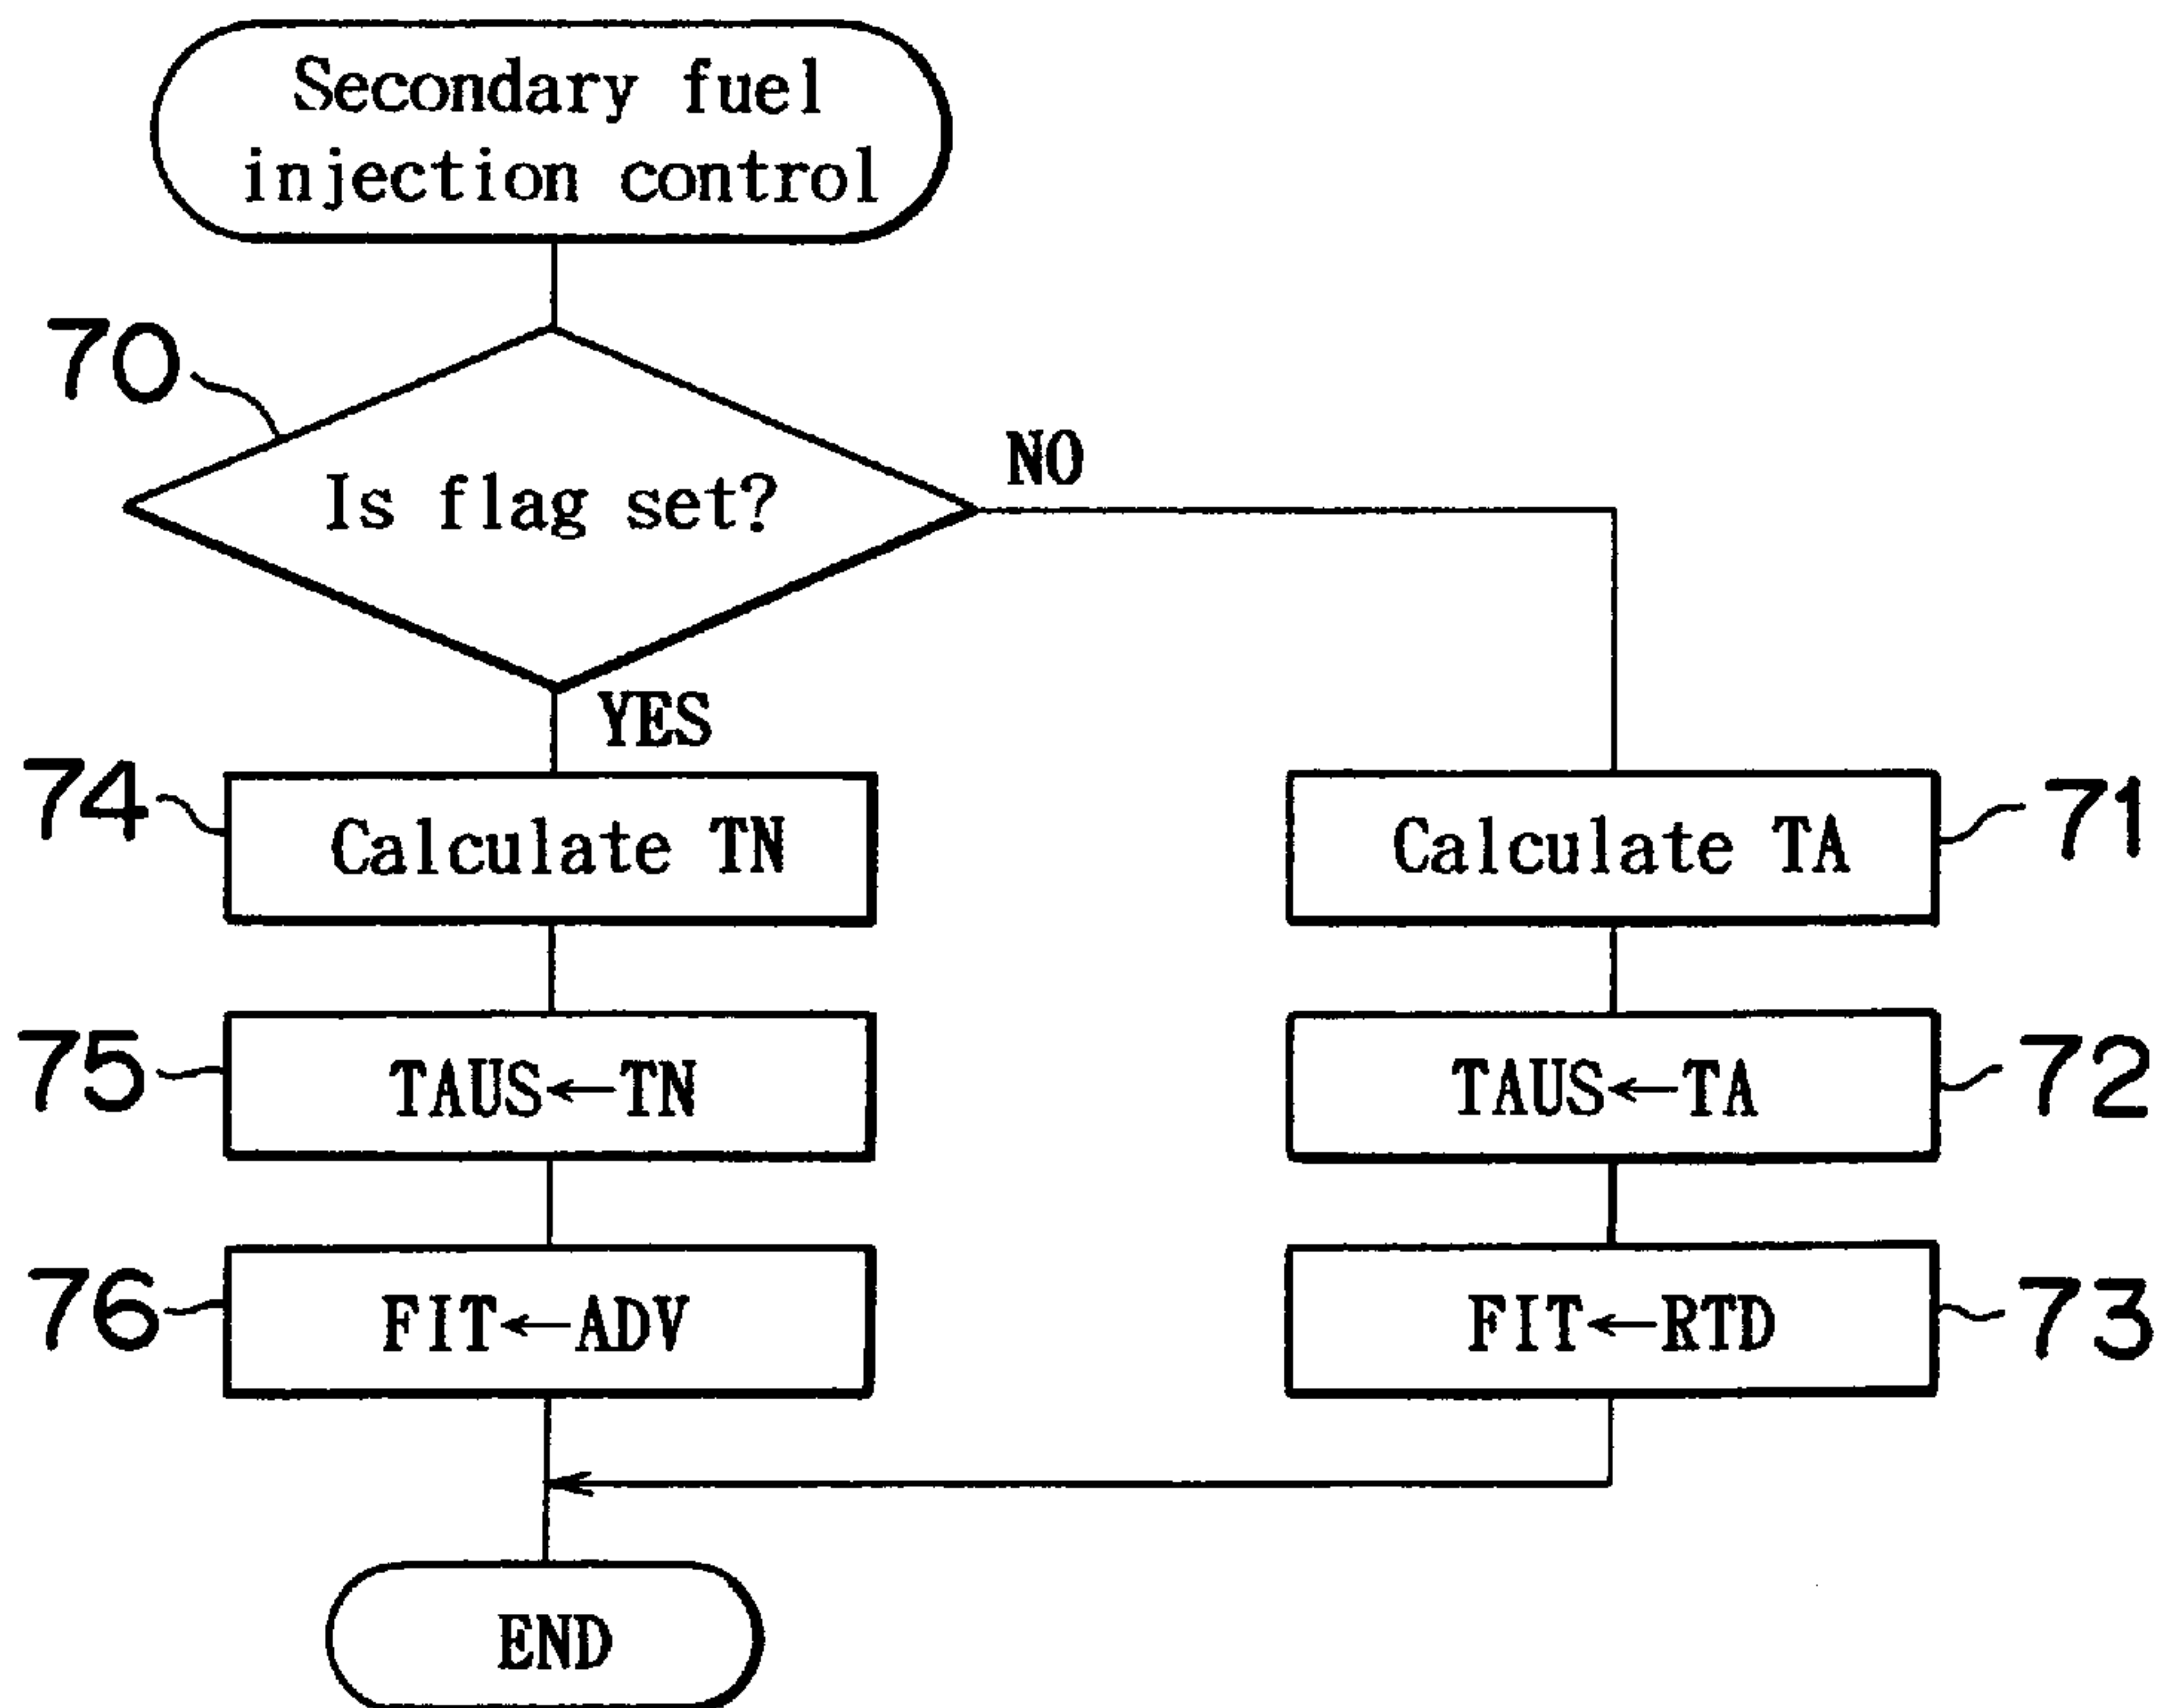 Secondary fuel
injection control
70
Is flag set?
NO
YES
74
Calculate TN
Calculate TA
71
75
TAUS←TN
TAUS←TA
72
76
FIT←ADV
FIT←RTD
73
END